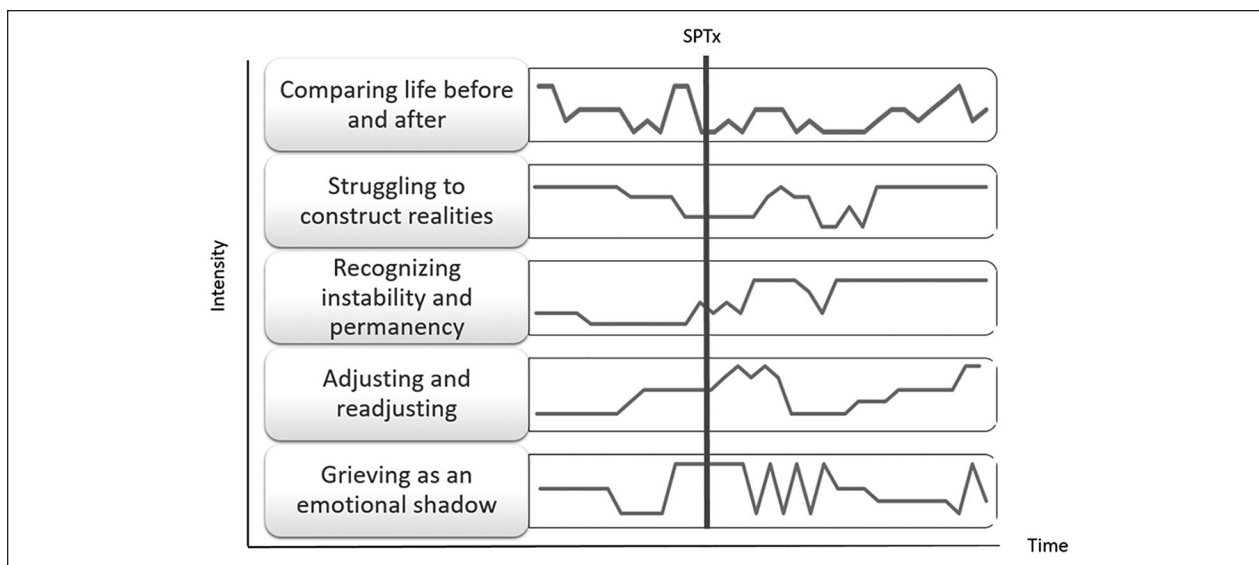 SPTx
Comparing life before
and after
Struggling to
construct realities
Recognizing
instability and
permanency
Adjusting and
readjusting
Grieving as an
emotional shadow
Intensity
Time